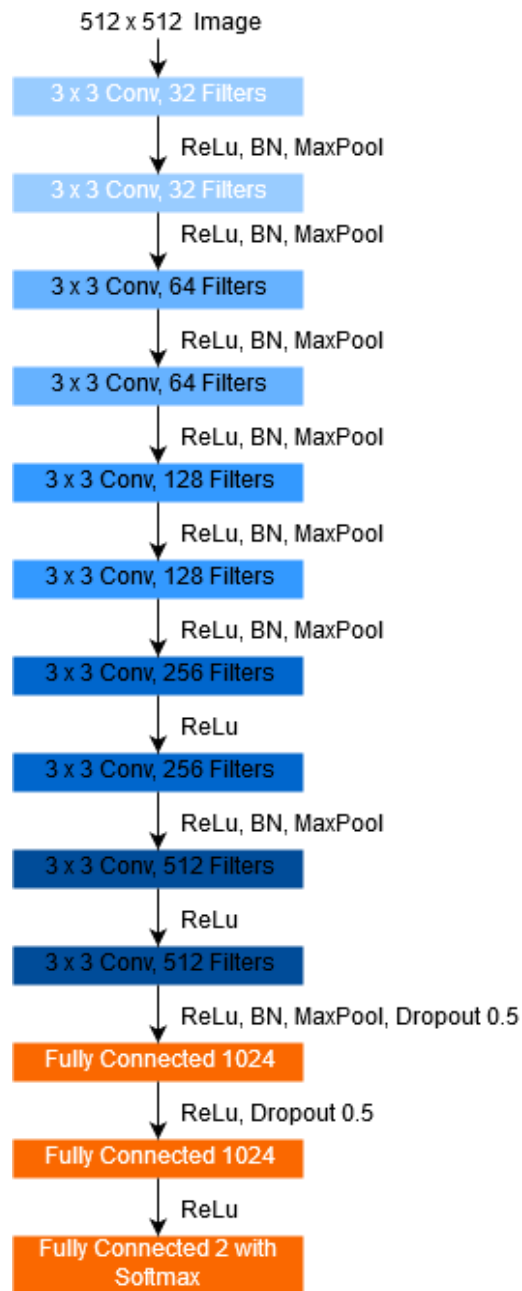 512 x 512 Image
3 x 3 Conv, 32 Filters
ReLu, BN, MaxPool
3 x 3 Conv, 32 Filters
ReLu, BN, MaxPool
3 x 3 Conv, 64 Filters
ReLu, BN, MaxPool
3 x 3 Conv, 64 Filters
ReLu, BN, MaxPool
3 x 3 Conv, 128 Filters
ReLu, BN, MaxPool
3 x 3 Conv, 128 Filters
ReLu, BN, MaxPool
3 x 3 Conv, 256 Filters
ReLu
3 x 3 Conv, 256 Filters
ReLu, BN, MaxPool
3 x 3 Conv, 512 Filters
ReLu
3 x 3 Conv, 512 Filters
ReLu, BN, MaxPool, Dropout 0.5
Fully Connected 1024
ReLu, Dropout 0.5
Fully Connected 1024
ReLu
Fully Connected 2 with
Softmax